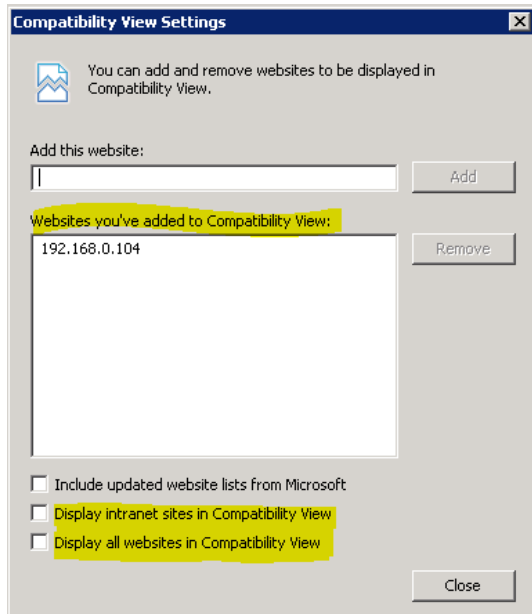 Compatibility View Settings
You can add and remove websites to be displayed in
Compatibility View.
Add this website:
Add
Websites you've added to Compatibility View:
192.168.0.104
Remove
Include updated website lists from Microsoft
Display intranet sites in Compatibility View
Display all websites in Compatibility View
Close